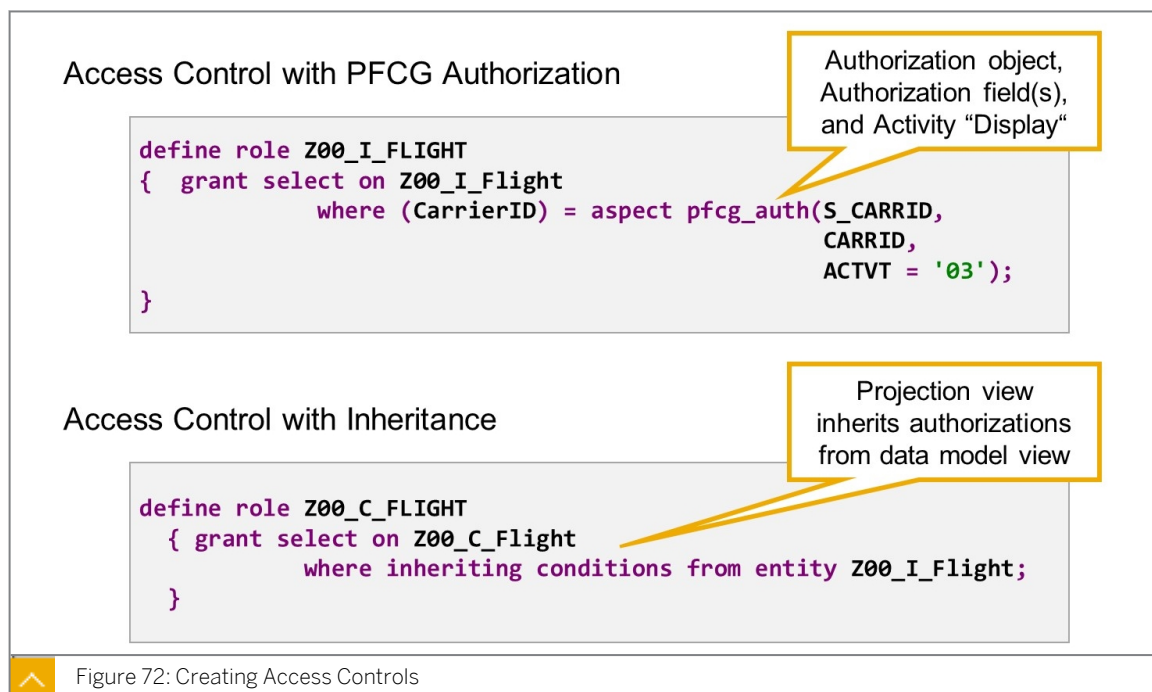 Access Control with PFCG Authorization
Authorization object,
Authorization field(s),
and Activity “Display“
define role Z00_I_FLIGHT
{ grant select on Z00_I_Flight
where (CarrierID) = aspect pfcg_auth(S_CARRID,
CARRID,
ACTVT = '03');
}
Access Control with Inheritance
Projection view
inherits authorizations
from data model view
define role Z00_C_FLIGHT
{ grant select on Z00_C_Flight
where inheriting conditions from entity Z00_I_Flight;
}
Figure 72: Creating Access Controls